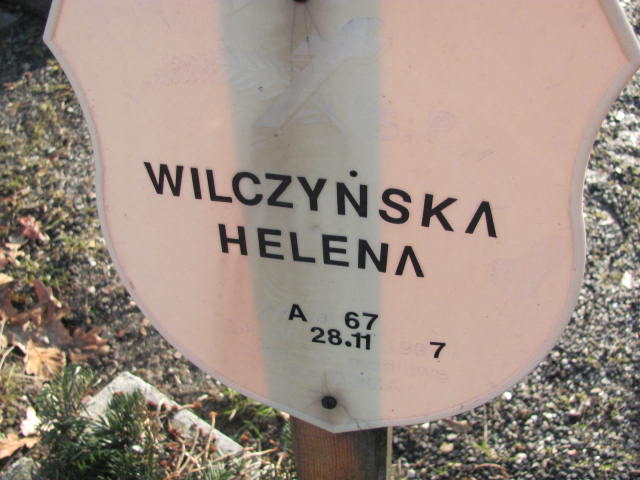 WILCZYŃSKA
HELENA
A 67
28.11 7